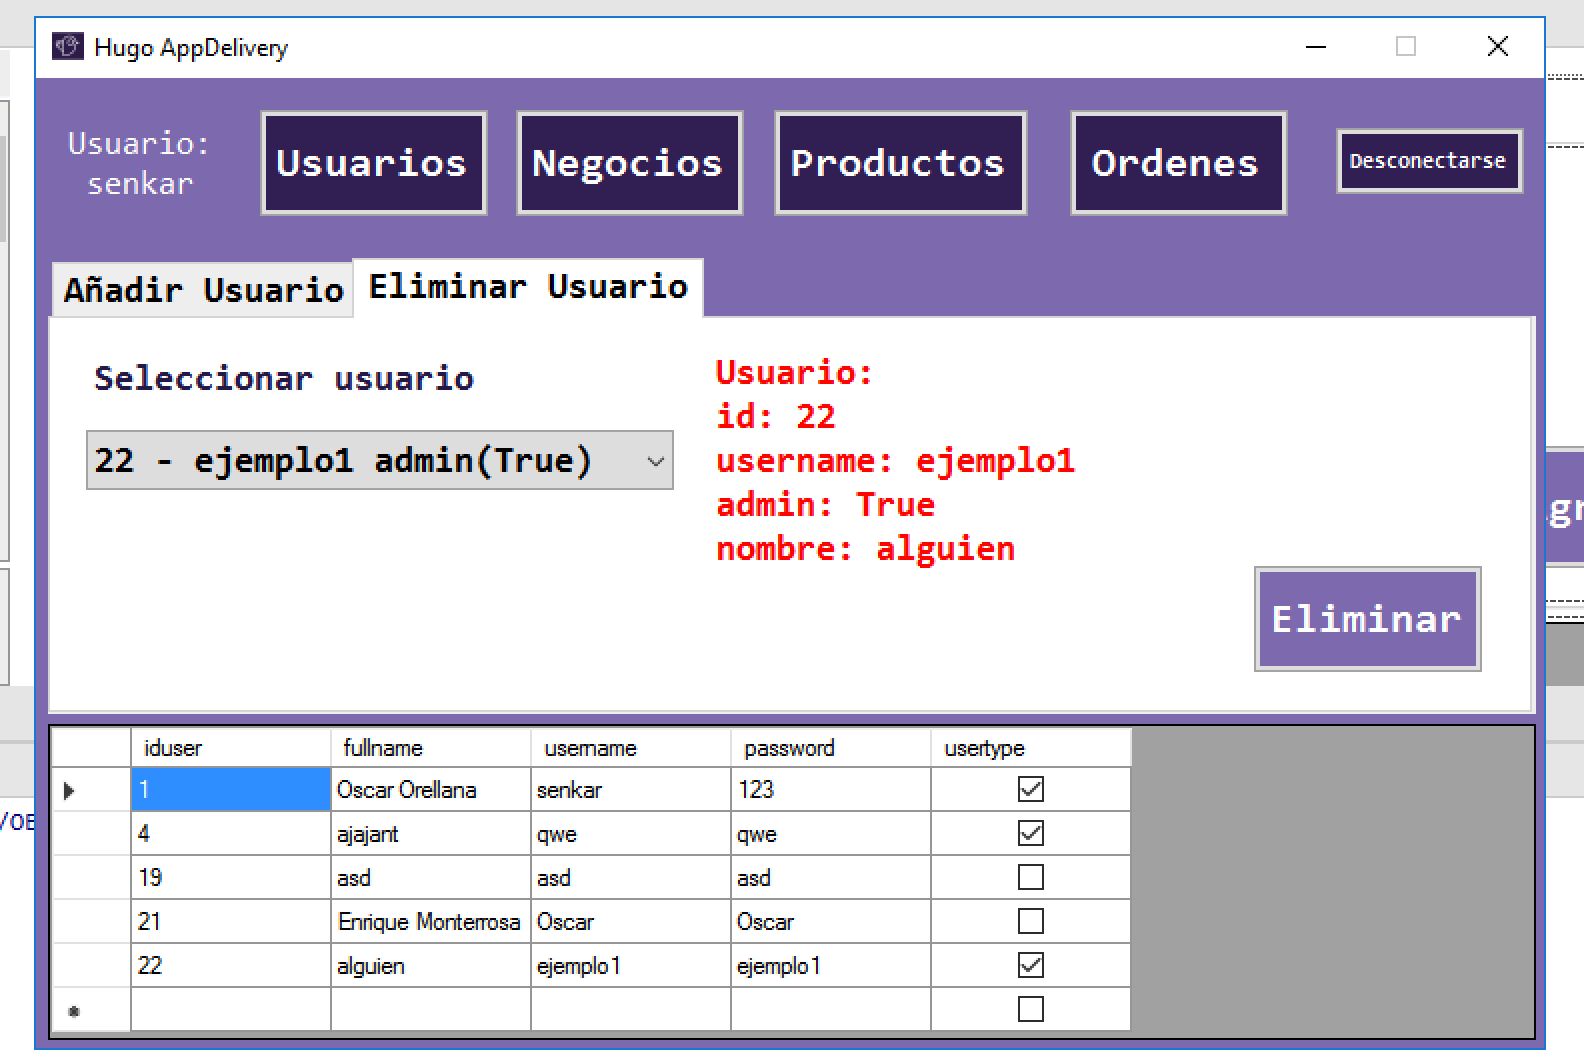 Hugo AppDelivery
Usuario:
senkar
Usuarios
Negocios
Productos
Ordenes
Desconectarse
Añadir Usuario
Eliminar Usuario
Seleccionar usuario
22 - ejemplo1 admin(True)
Usuario:
id: 22
username: ejemplo1
admin: True
nombre: alguien
Eliminar
iduser fullname username password usertype
1 Oscar Orellana senkar 123
4 ajajant qwe qwe
19 asd asd asd
21 Enrique Monterrosa Oscar Oscar
22 alguien ejemplo1 ejemplo1